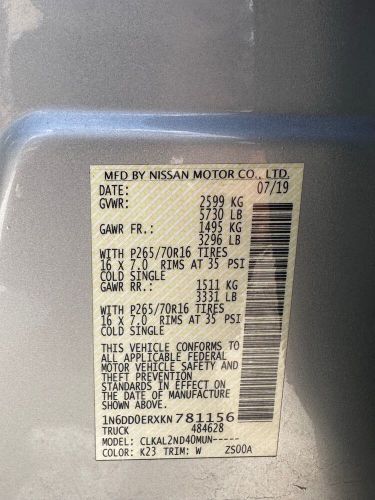 MFD BY NISSAN MOTOR CO., LTD.
DATE: 07/19
GVWR: 2599 KG
5730 LB
GAWR FR.: 1495 KG
3296 LB
WITH P265/70R16 TIRES
16 X 7.0 RIMS AT 35 PSI
COLD SINGLE
GAWR RR.: 1511 KG
3331 LB
WITH P265/70R16 TIRES
16 X 7.0 RIMS AT 35 PSI
COLD SINGLE
THIS VEHICLE CONFORMS TO
ALL APPLICABLE FEDERAL
MOTOR VEHICLE SAFETY AND
THEFT PREVENTION
STANDARDS IN EFFECT ON
THE DATE OF MANUFACTURE
SHOWN ABOVE.
1N6DD0ERXKN781156
TRUCK 484628
MODEL: CLKAL2ND40MUN-----
COLOR: K23 TRIM: W ZS00A